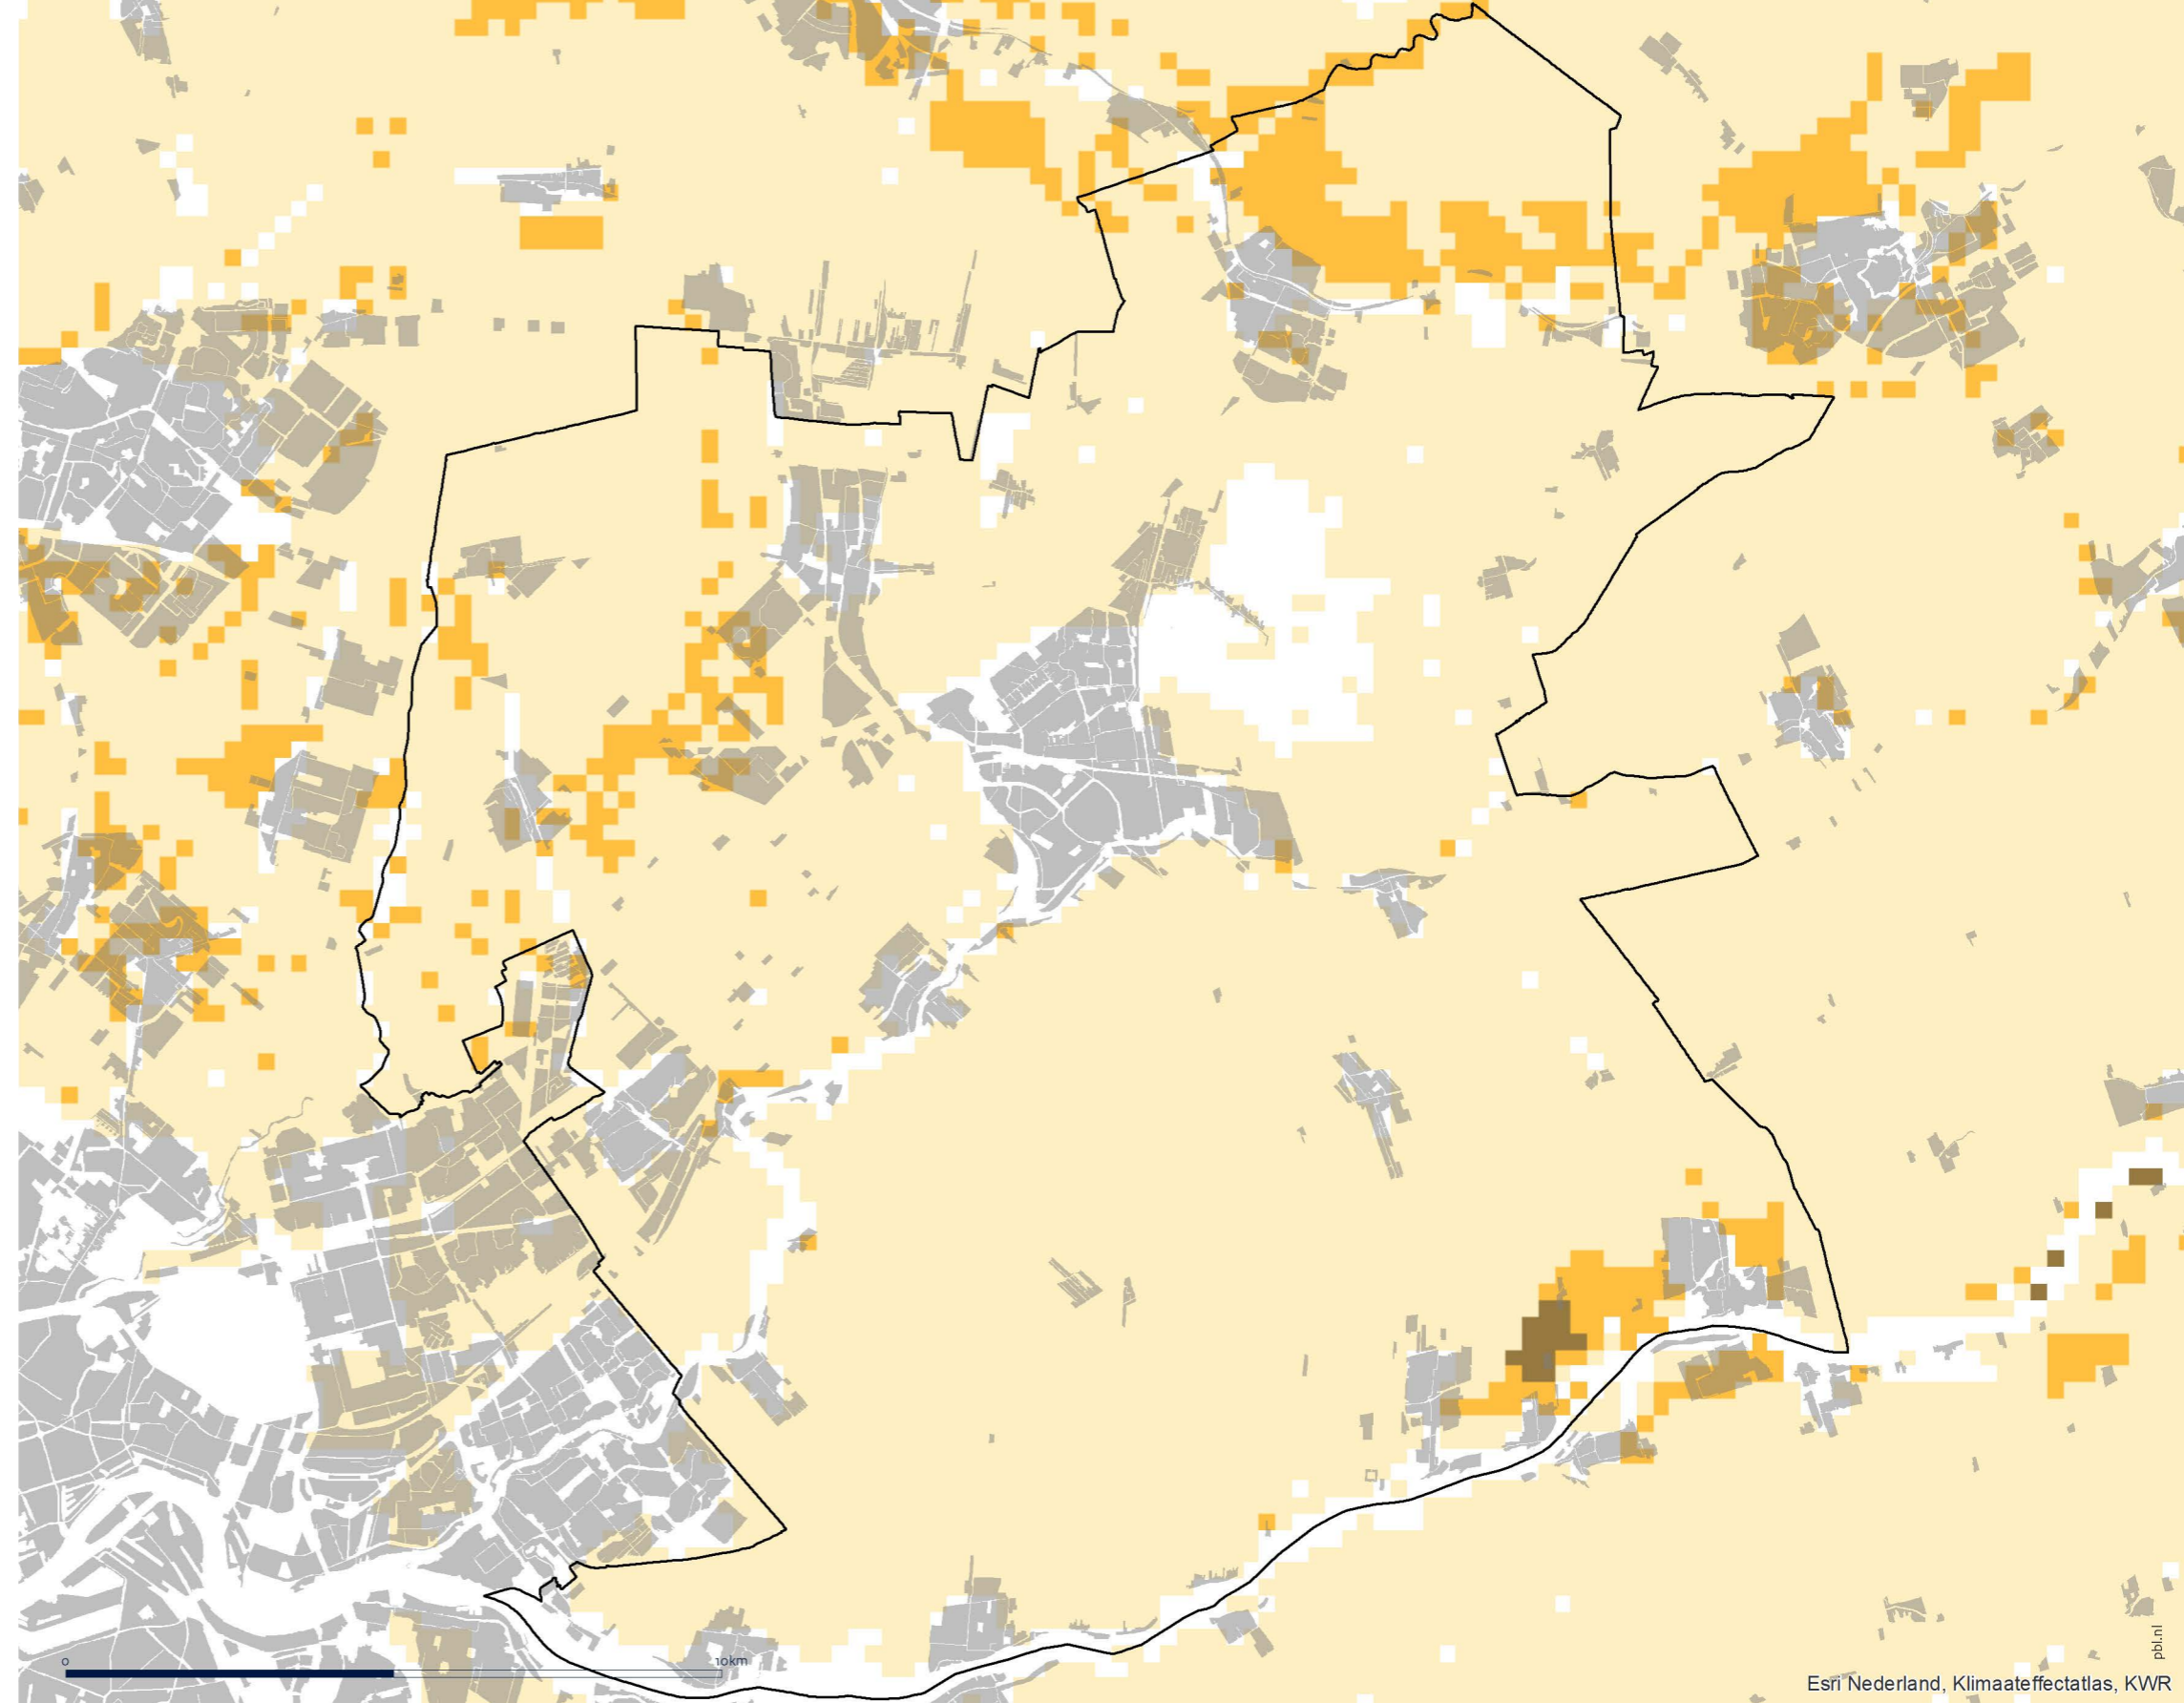 0
10km
pbl.nl
Esri Nederland, Klimaateffectatlas, KWR